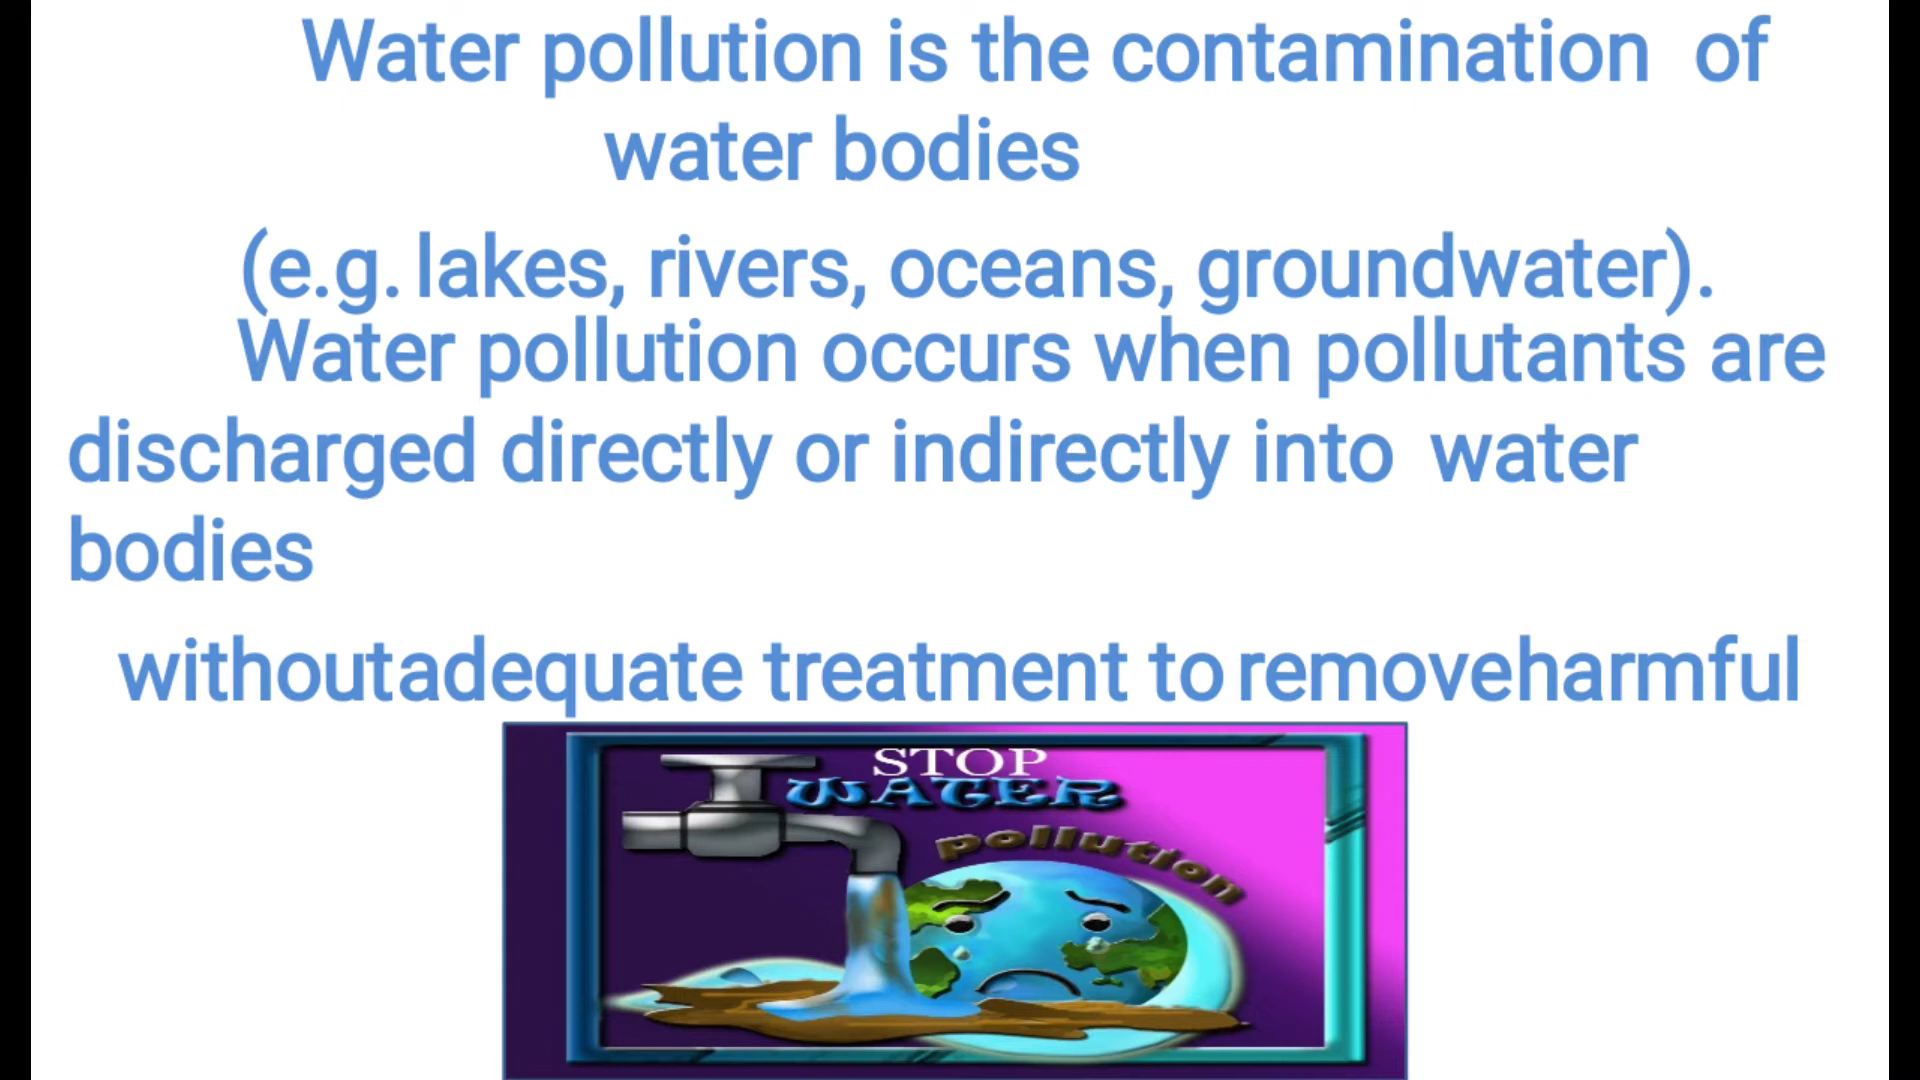 Water pollution is the contamination of
water bodies
(e.g. lakes, rivers, oceans, groundwater).
Water pollution occurs when pollutants are
discharged directly or indirectly into water
bodies
withoutadequate treatment to removeharmful
STOP
WATER
pollution